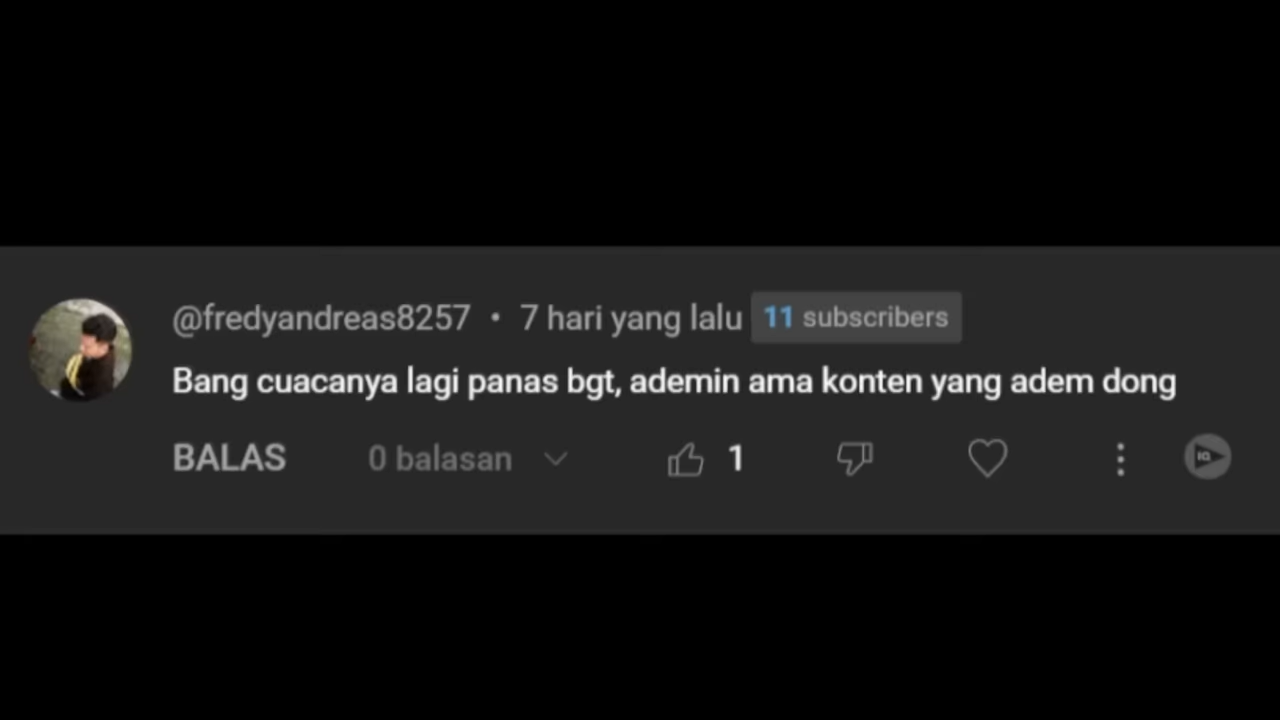 @fredyandreas8257 • 7 hari yang lalu 11 subscribers
Bang cuacanya lagi panas bgt, ademin ama konten yang adem dong
BALAS 0 balasan 1 IQ